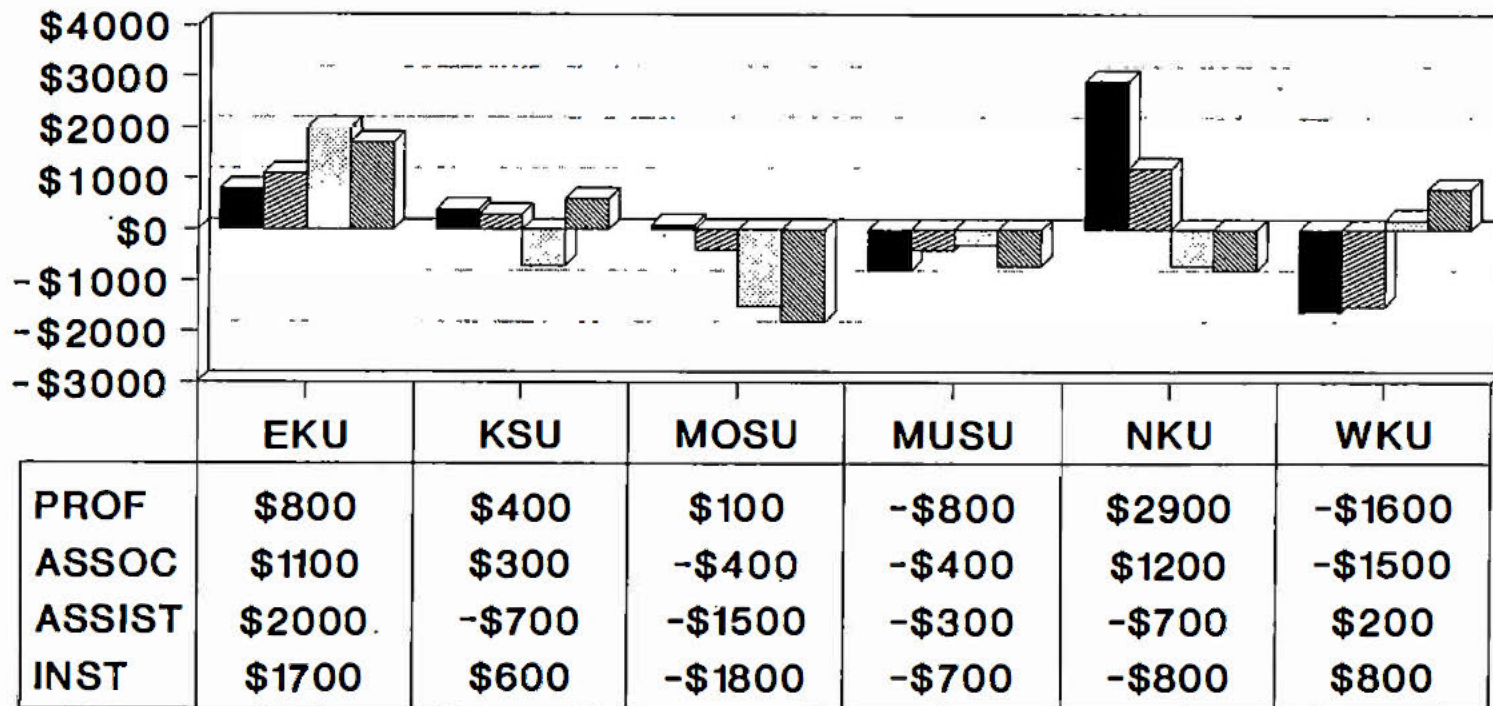 $4000
$3000
$2000
$1000
$0
-$1000
-$2000
-$3000
EKU KSU MOSU MUSU NKU WKU
PROF $800 $400 $100 -$800 $2900 -$1600
ASSOC $1100 $300 -$400 -$400 $1200 -$1500
ASSIST $2000 -$700 -$1500 -$300 -$700 $200
INST $1700 $600 -$1800 -$700 -$800 $800